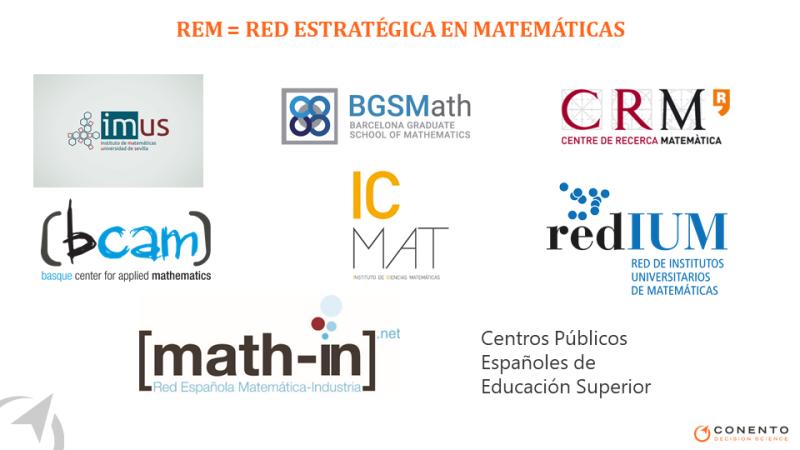 REM = RED ESTRATÉGICA EN MATEMÁTICAS
imus
instituto de matemáticas
universidad de sevilla
BGSMath
BARCELONA GRADUATE
SCHOOL OF MATHEMATICS
CRM R
CENTRE DE RECERCA MATEMÀTICA
(bcam)
basque center for applied mathematics
IC
MAT
INSTITUTO DE CIENCIAS MATEMÁTICAS
redIUM
RED DE INSTITUTOS
UNIVERSITARIOS
DE MATEMÁTICAS
[math-in].net
Red Española Matemática-Industria
Centros Públicos
Españoles de
Educación Superior
CONENTO
DECISION SCIENCE